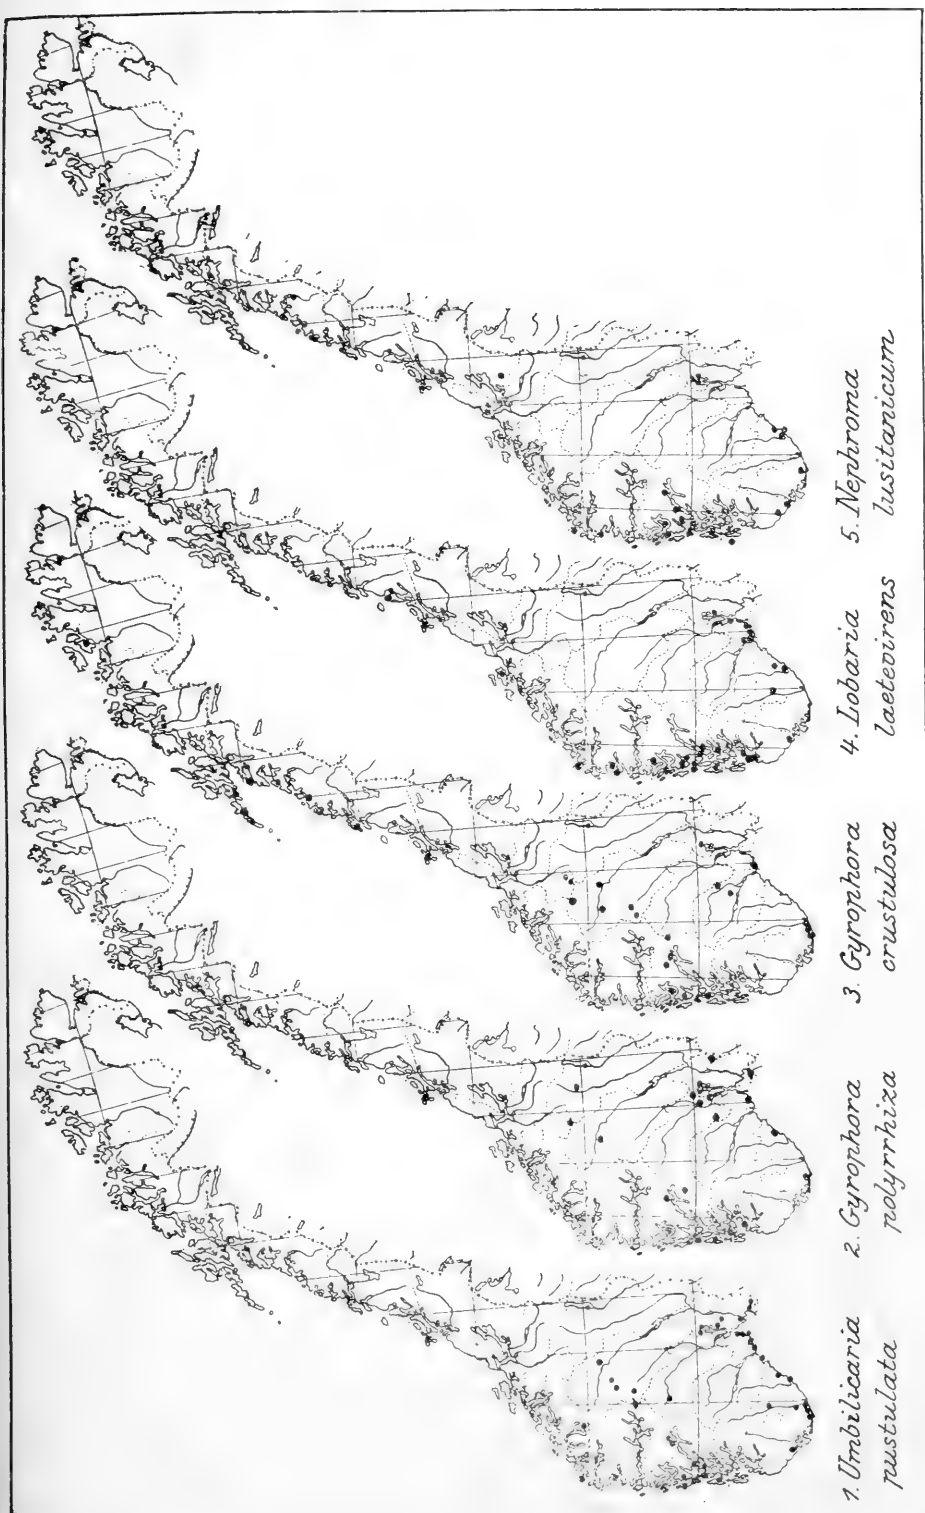 1. Umbilicaria
pustulata
2. Gyrophora
polyrrhiza
3. Gyrophora
crustulosa
4. Lobaria
laetevirens
5. Nephroma
lusitanicum